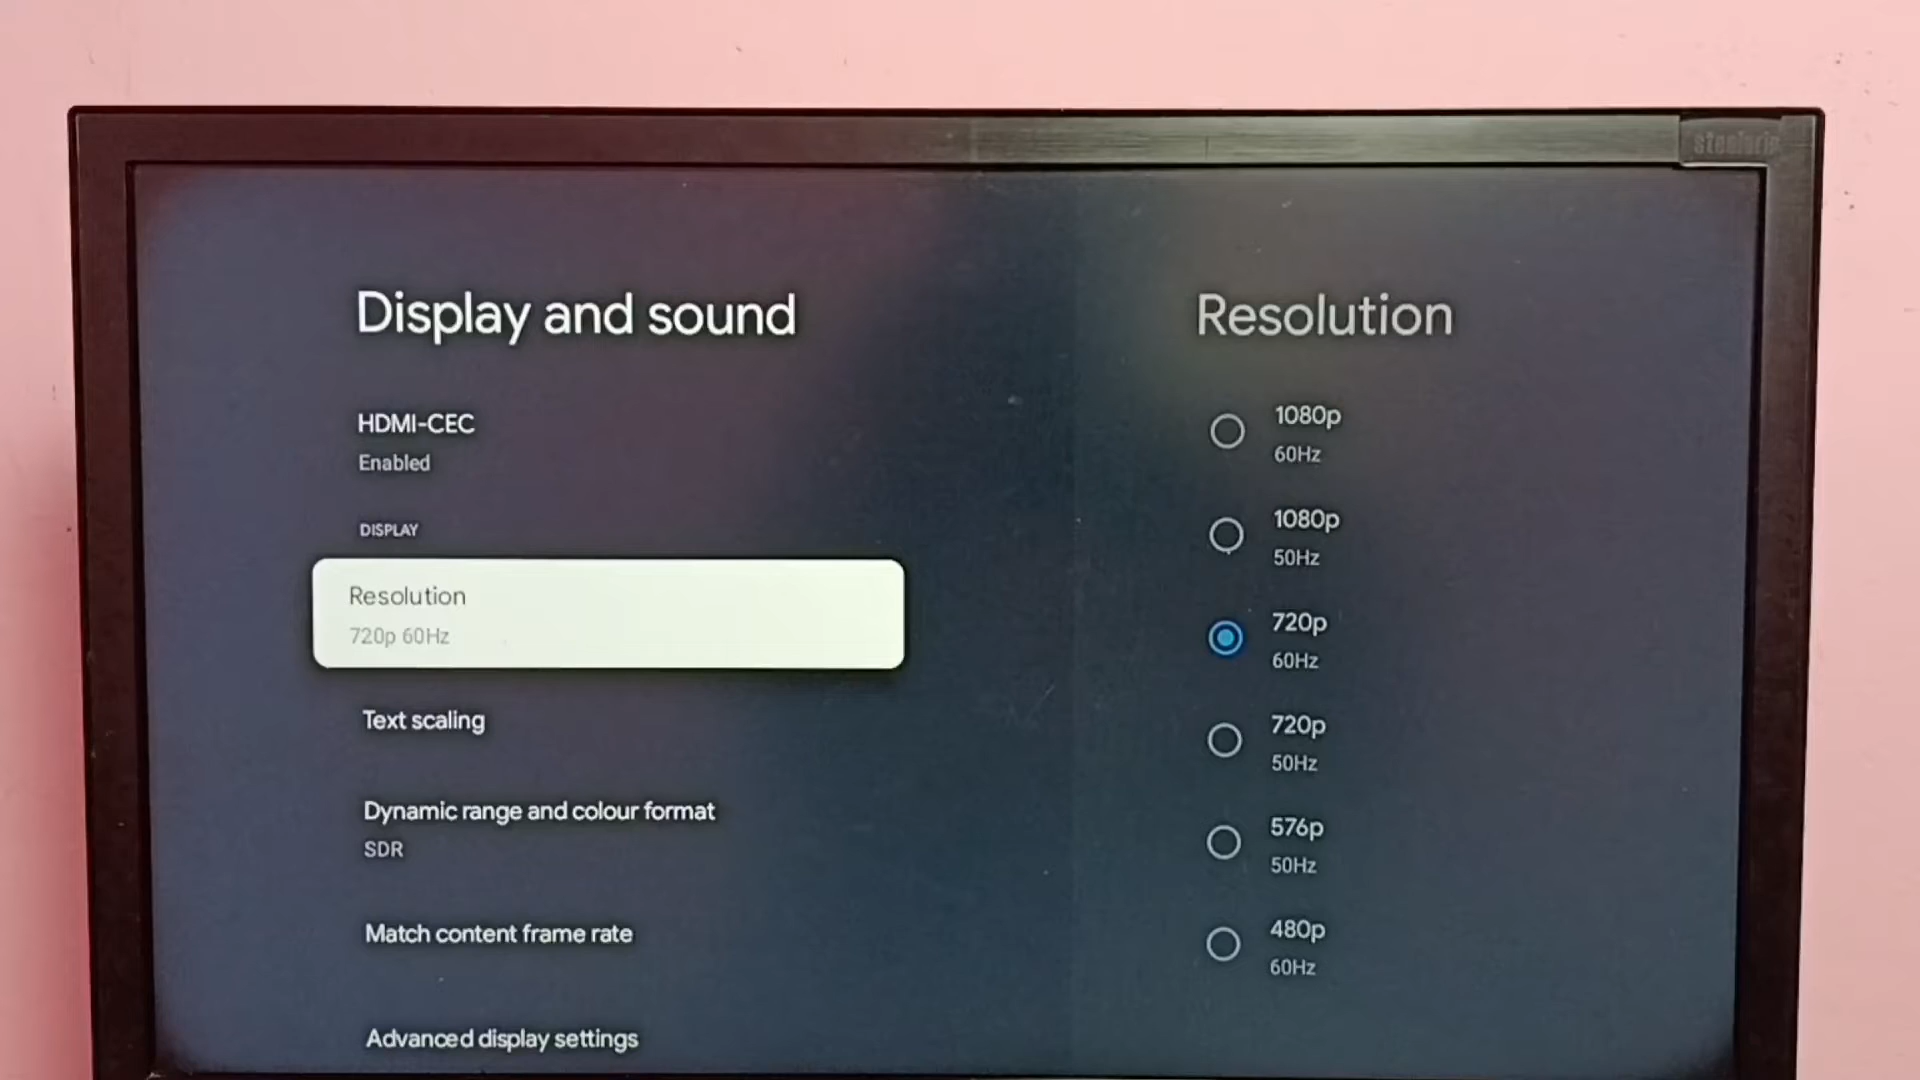 Display and sound
HDMI-CEC
Enabled
DISPLAY
Resolution
720p 60Hz
Text scaling
Dynamic range and colour format
SDR
Match content frame rate
Advanced display settings
Resolution
1080p
60Hz
1080p
50Hz
720p
60Hz
720p
50Hz
576p
50Hz
480p
60Hz